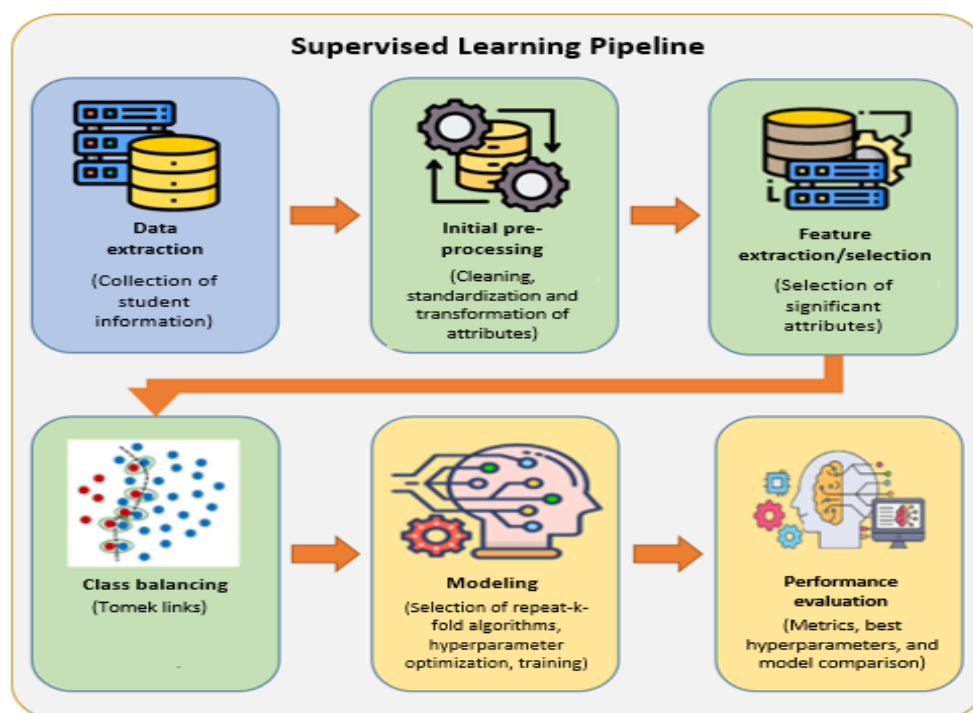 Supervised Learning Pipeline
Data
extraction
(Collection of
student
information)
Initial pre-
processing
(Cleaning,
standardization and
transformation of
attributes)
Feature
extraction/selection
(Selection of
significant
attributes)
Class balancing
(Tomek links)
Modeling
(Selection of repeat-k-
fold algorithms,
hyperparameter
optimization, training)
Performance
evaluation
(Metrics, best
hyperparameters, and
model comparison)